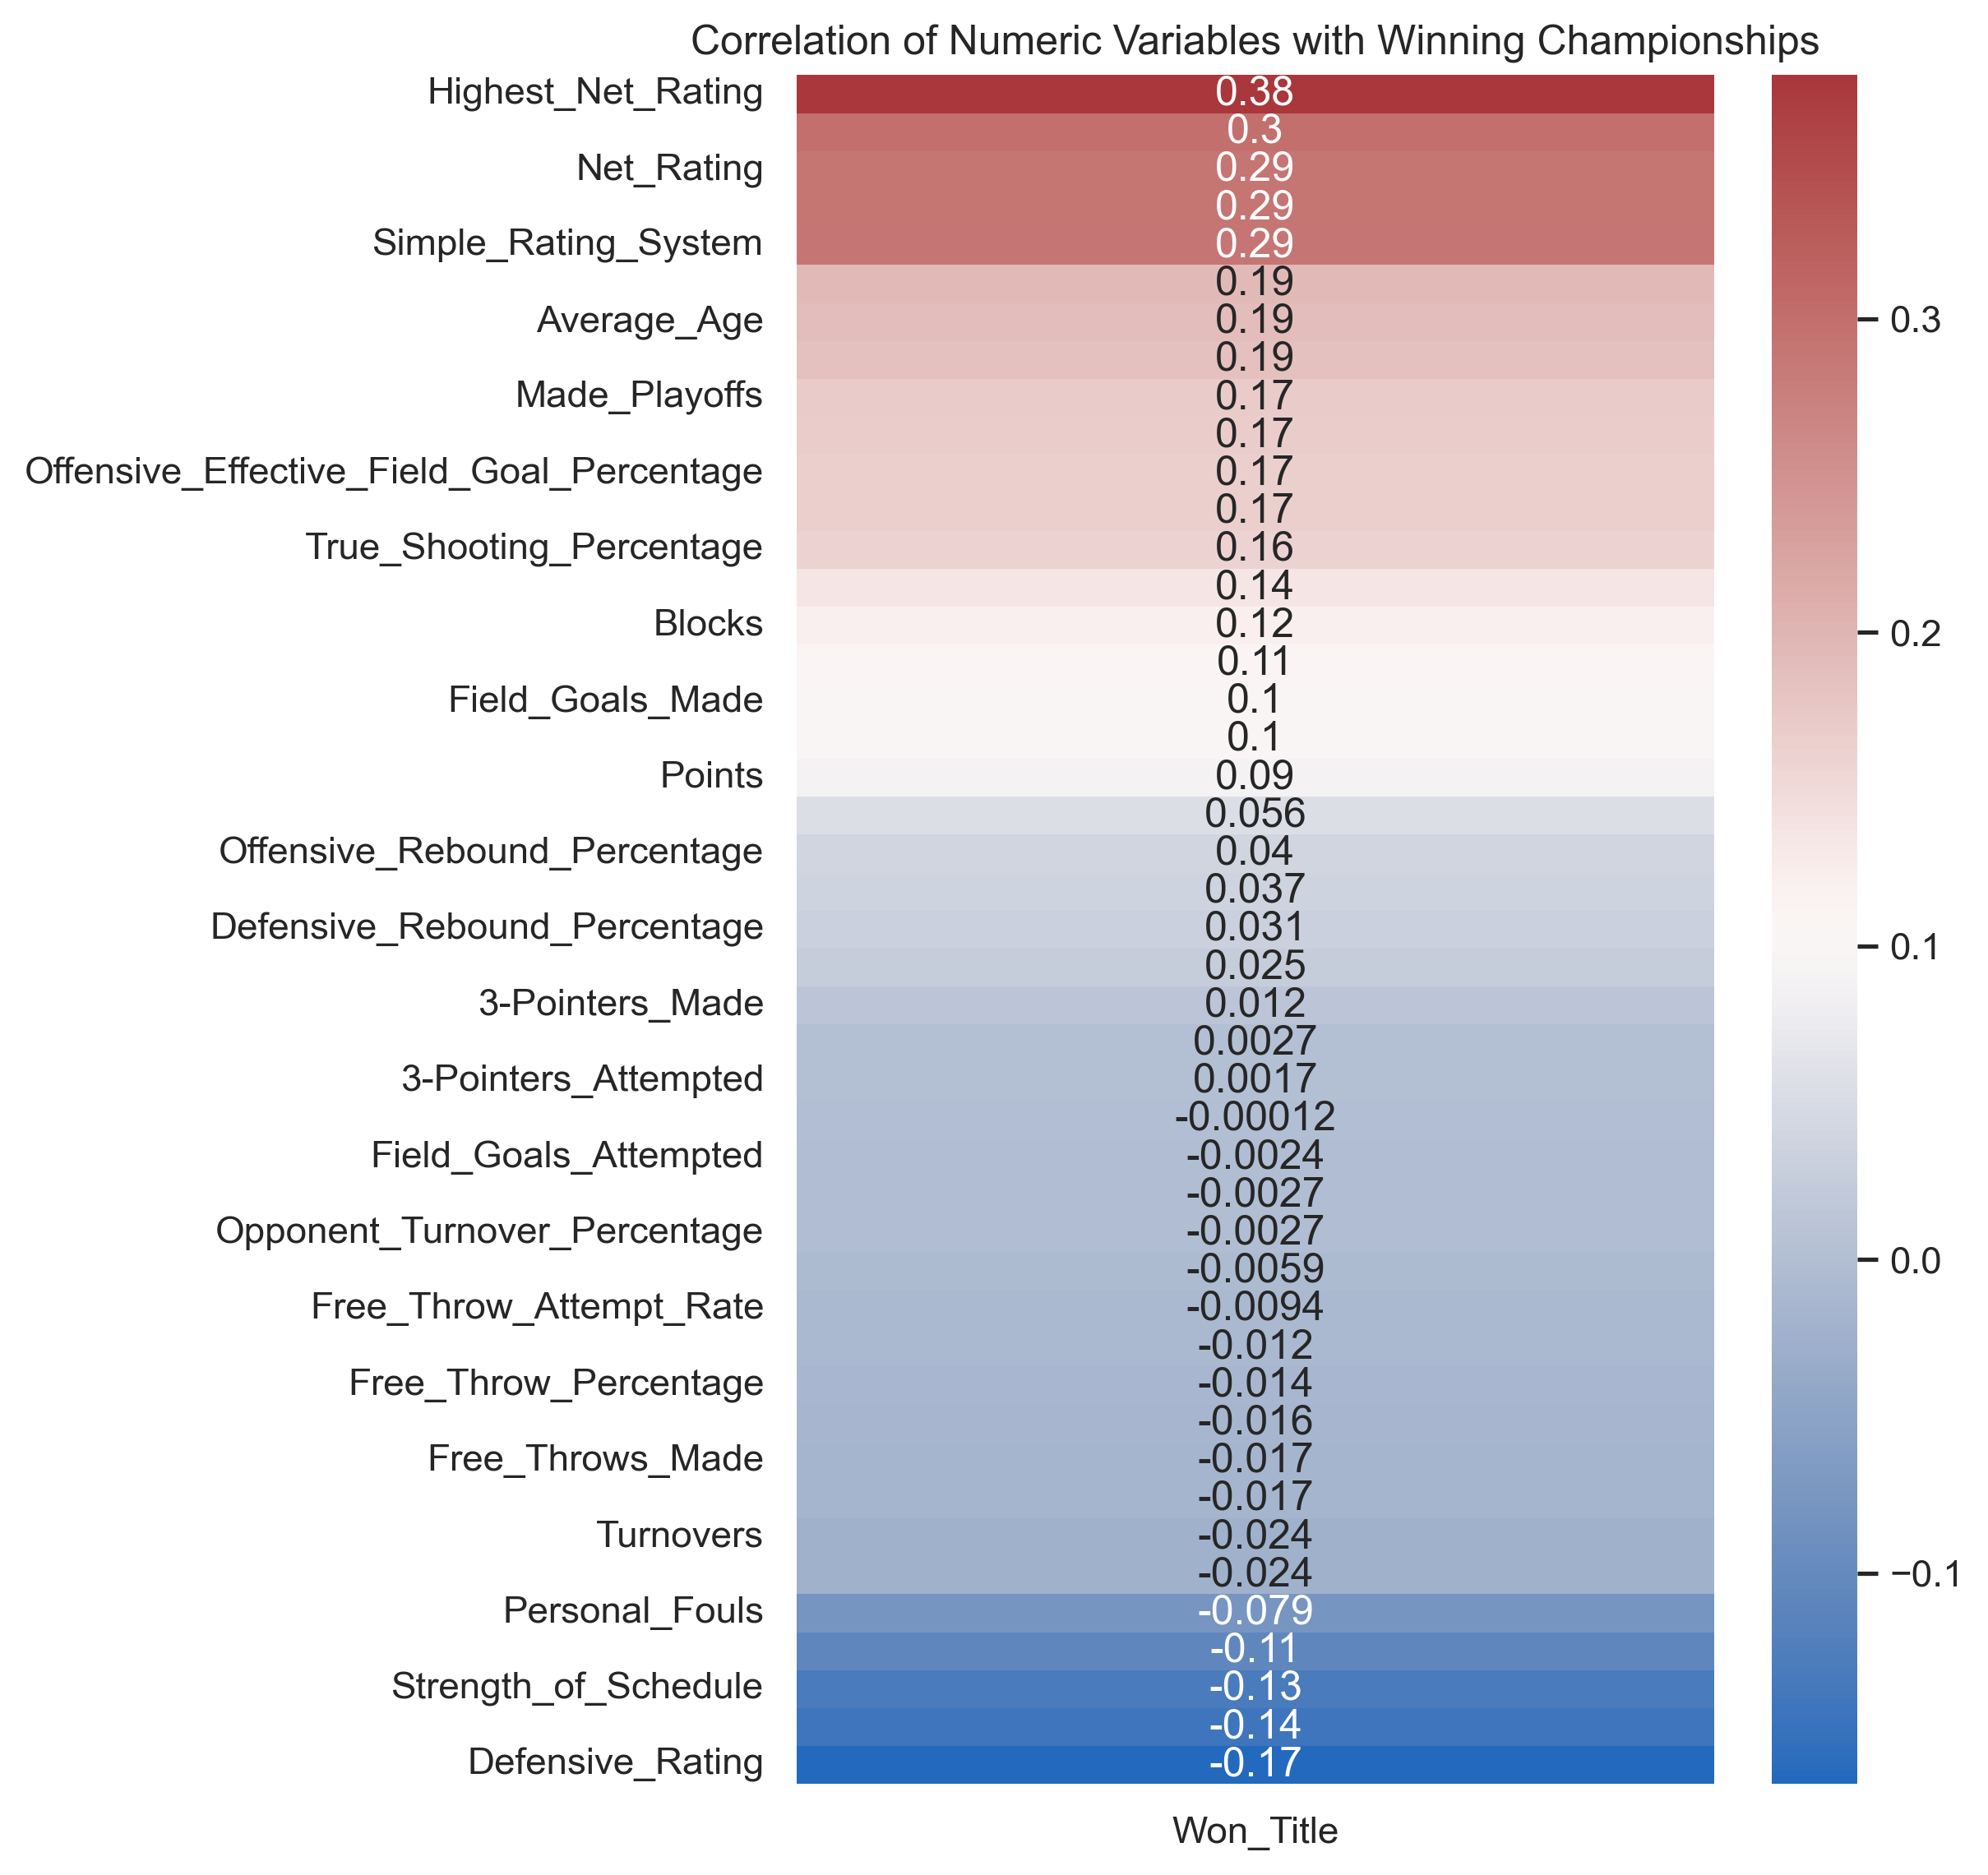 Correlation of Numeric Variables with Winning Championships
Highest_Net_Rating 0.38
0.3
Net_Rating 0.29
0.29
Simple_Rating_System 0.29
0.19
Average_Age 0.19
0.19
Made_Playoffs 0.17
0.17
Offensive_Effective_Field_Goal_Percentage 0.17
0.17
True_Shooting_Percentage 0.16
0.14
Blocks 0.12
0.11
Field_Goals_Made 0.1
0.1
Points 0.09
0.056
Offensive_Rebound_Percentage 0.04
0.037
Defensive_Rebound_Percentage 0.031
0.025
3-Pointers_Made 0.012
0.0027
3-Pointers_Attempted 0.0017
-0.00012
Field_Goals_Attempted -0.0024
-0.0027
Opponent_Turnover_Percentage -0.0027
-0.0059
Free_Throw_Attempt_Rate -0.0094
-0.012
Free_Throw_Percentage -0.014
-0.016
Free_Throws_Made -0.017
-0.017
Turnovers -0.024
-0.024
Personal_Fouls -0.079
-0.11
Strength_of_Schedule -0.13
-0.14
Defensive_Rating -0.17
Won_Title
0.3
0.2
0.1
0.0
−0.1